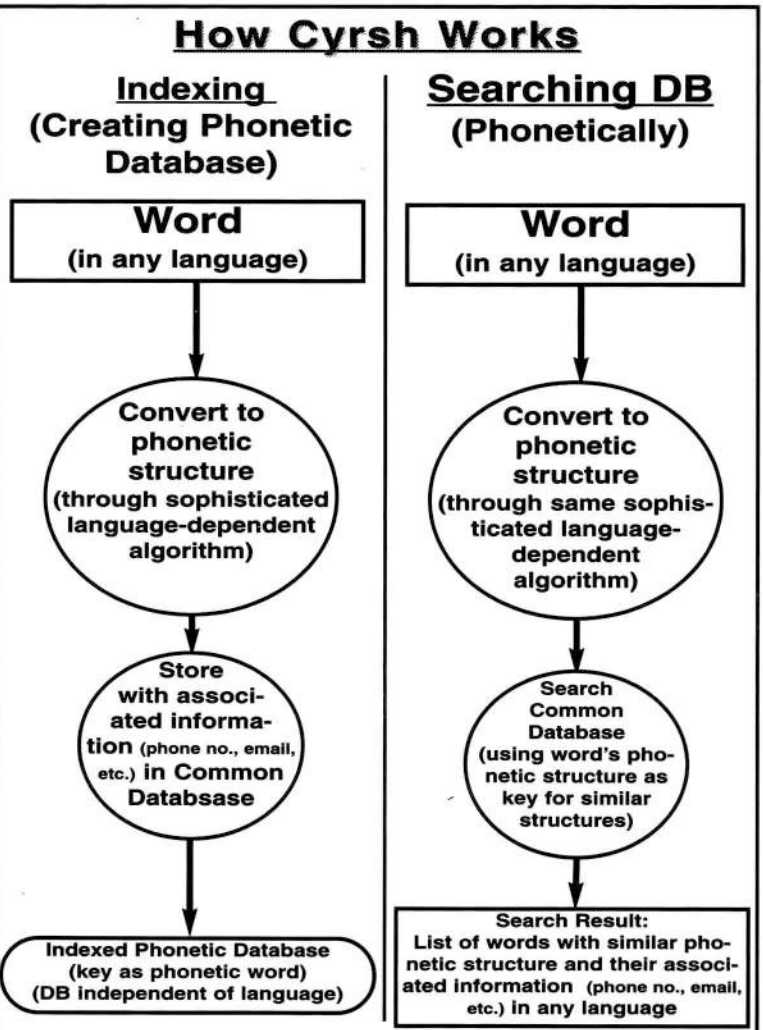 How Cyrsh Works
Indexing
(Creating Phonetic
Database)
Word
(in any language)
Convert to
phonetic
structure
(through sophisticated
language-dependent
algorithm)
Store
with associ-
ated informa-
tion (phone no., email,
etc.) in Common
Databsase
Indexed Phonetic Database
(key as phonetic word)
(DB independent of language)
Searching DB
(Phonetically)
Word
(in any language)
Convert to
phonetic
structure
(through same sophis-
ticated language-
dependent
algorithm)
Search
Common
Database
(using word's pho-
netic structure as
key for similar
structures)
Search Result:
List of words with similar pho-
netic structure and their associ-
ated information (phone no., email,
etc.) in any language